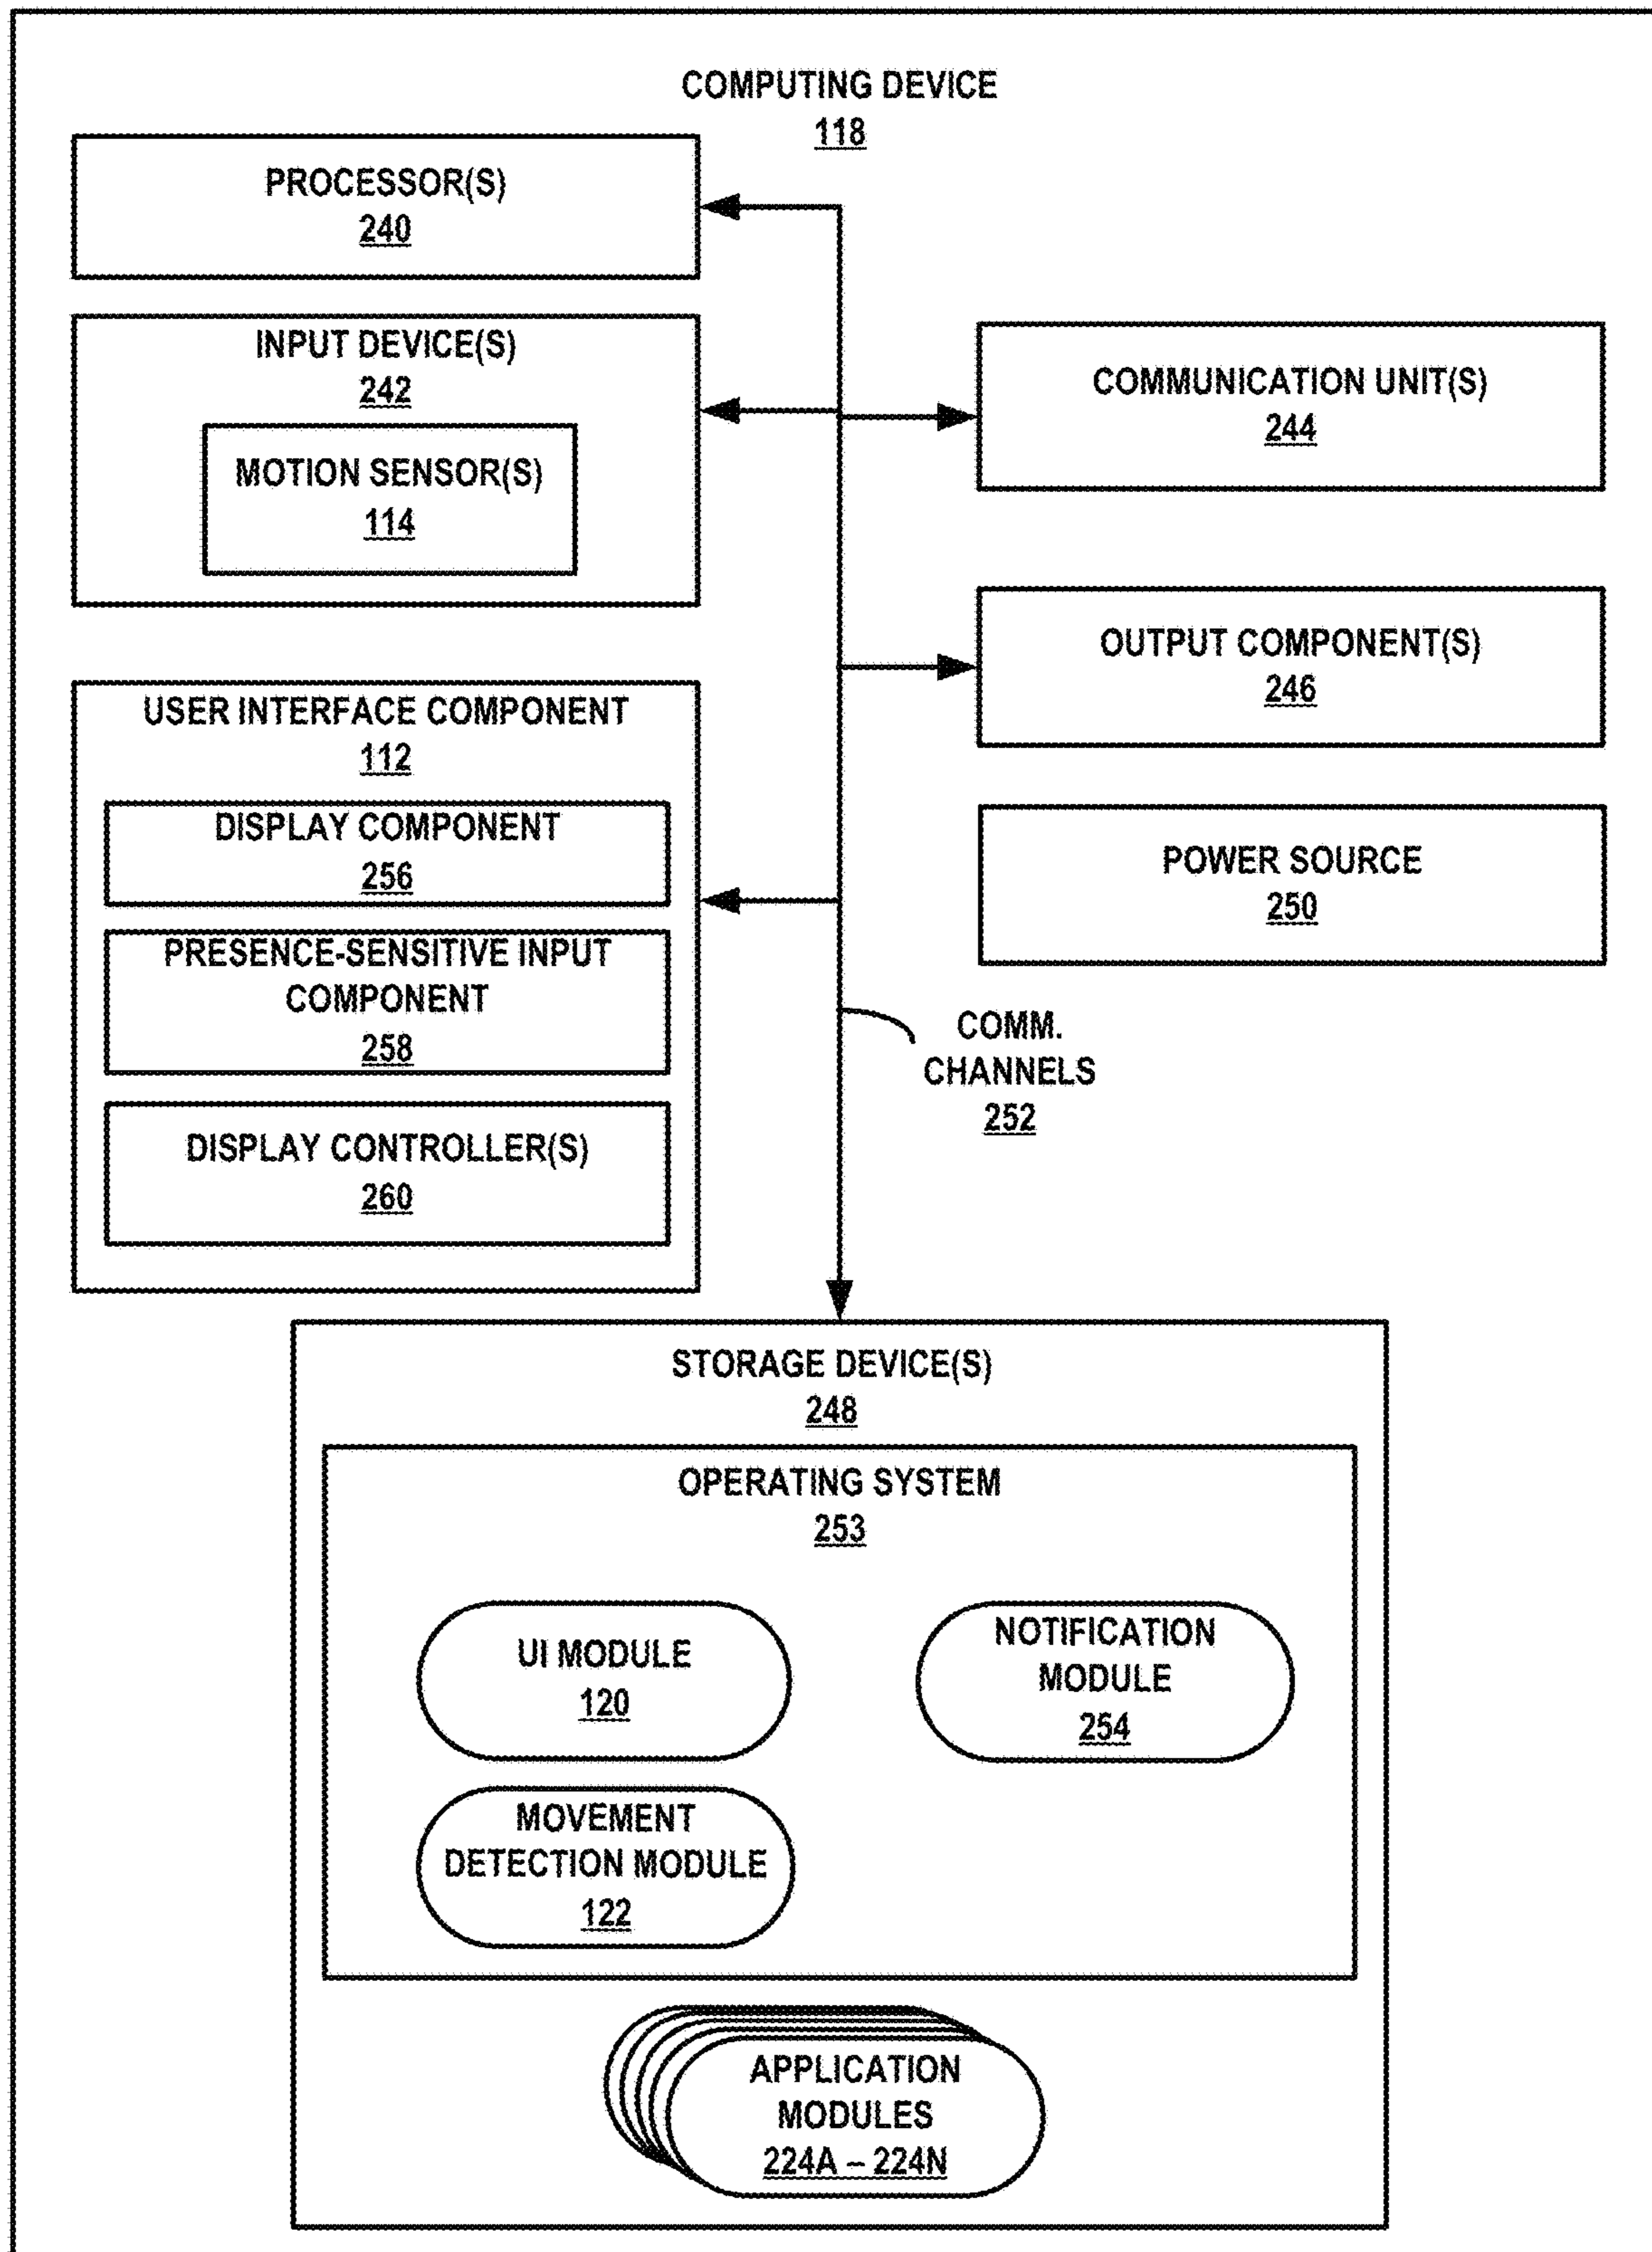 COMPUTING DEVICE
118
PROCESSOR(S)
240
INPUT DEVICE(S)
242
MOTION SENSOR(S)
114
COMMUNICATION UNIT(S)
244
OUTPUT COMPONENT(S)
246
USER INTERFACE COMPONENT
112
DISPLAY COMPONENT
256
PRESENCE-SENSITIVE INPUT
COMPONENT
258
DISPLAY CONTROLLER(S)
260
POWER SOURCE
250
COMM.
CHANNELS
252
STORAGE DEVICE(S)
248
OPERATING SYSTEM
253
UI MODULE
120
NOTIFICATION
MODULE
254
MOVEMENT
DETECTION MODULE
122
APPLICATION
MODULES
224A – 224N